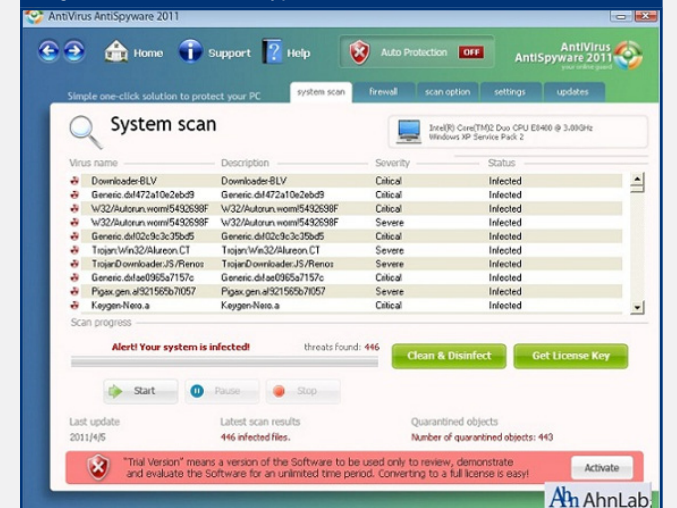 AntiVirus AntiSpyware 2011
Home
Support
Help
Auto Protection OFF
AntiVirus
AntiSpyware 2011
your online guard
Simple one-click solution to protect your PC
system scan
firewall
scan option
settings
updates
System scan
Intel(R) Core(TM)2 Duo CPU E8400 @ 3.00GHz
Windows XP Service Pack 2
Virus name Description Severity Status
Downloader-BLV Downloader-BLV Critical Infected
Generic.dx!472a10e2ebd9 Generic.dx!472a10e2ebd9 Critical Infected
W32/Autorun.worm!5492698F W32/Autorun.worm!5492698F Critical Infected
W32/Autorun.worm!5492698F W32/Autorun.worm!5492698F Severe Infected
Generic.dx!02c9c3c35bd5 Generic.dx!02c9c3c35bd5 Critical Infected
Trojan:Win32/Alureon.CT Trojan:Win32/Alureon.CT Severe Infected
TrojanDownloader:JS/Renos TrojanDownloader:JS/Renos Severe Infected
Generic.dx!ae0965a7157c Generic.dx!ae0965a7157c Critical Infected
Pigax.gen.a!921565b7f057 Pigax.gen.a!921565b7f057 Severe Infected
Keygen-Nero.a Keygen-Nero.a Critical Infected
Scan progress
Alert! Your system is infected!
threats found: 446
Clean & Disinfect
Get License Key
Start
Pause
Stop
Last update Latest scan results Quarantined objects
2011/4/5 446 infected files. Number of quarantined objects: 443
"Trial Version" means a version of the Software to be used only to review, demonstrate
and evaluate the Software for an unlimited time period. Converting to a full license is easy!
Activate
AhnLab